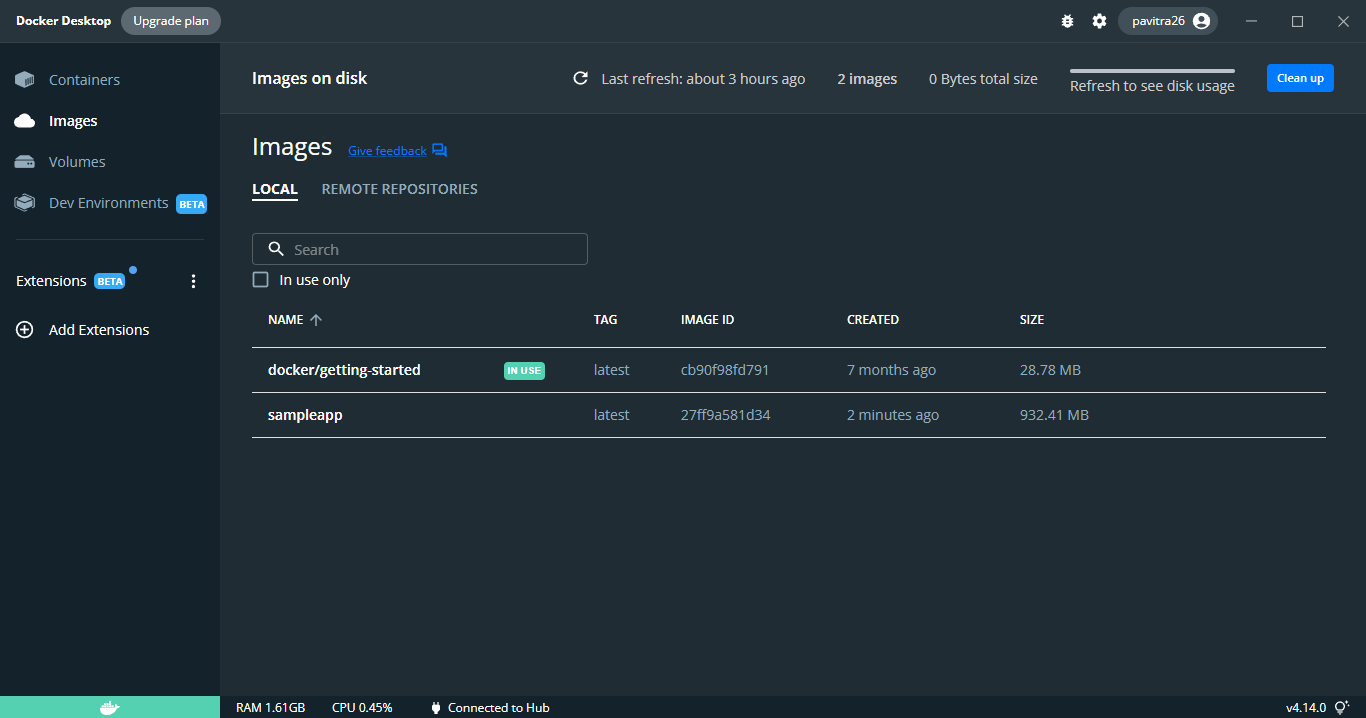 Docker Desktop Upgrade plan pavitra26
Containers
Images
Volumes
Dev Environments BETA
Extensions BETA
Add Extensions
Images on disk Last refresh: about 3 hours ago 2 images 0 Bytes total size Refresh to see disk usage Clean up
Images Give feedback
LOCAL REMOTE REPOSITORIES
Search
In use only
NAME TAG IMAGE ID CREATED SIZE
docker/getting-started IN USE latest cb90f98fd791 7 months ago 28.78 MB
sampleapp latest 27ff9a581d34 2 minutes ago 932.41 MB
RAM 1.61GB CPU 0.45% Connected to Hub v4.14.0